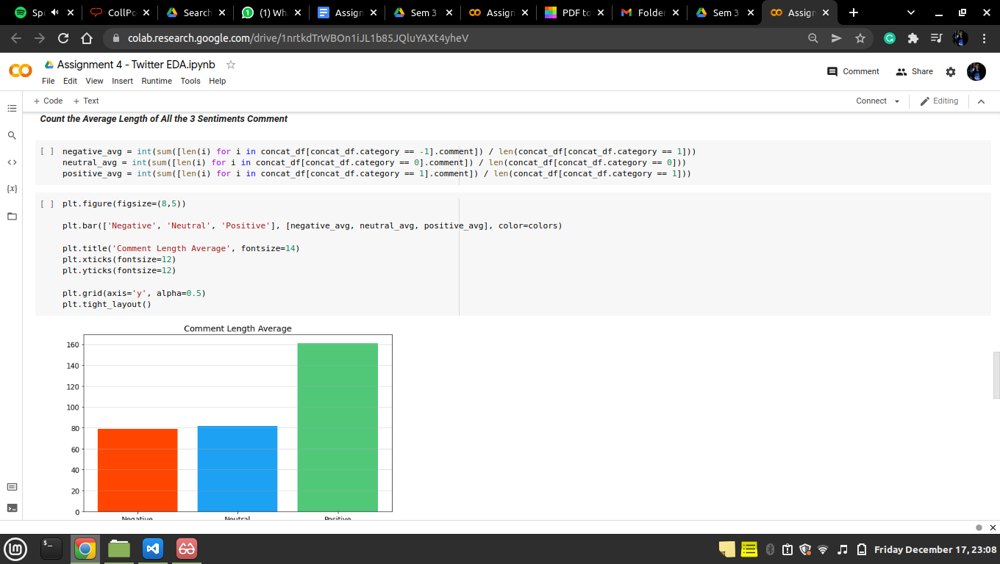 Spo
CollPo
Search
(1) Wha
Assign
Sem 3
Assign
PDF to
Folder
Sem 3
Assign
colab.research.google.com/drive/1nrtkdTrWBOn1iJL1b85JQluYAXt4yheV
Assignment 4 - Twitter EDA.ipynb
File Edit View Insert Runtime Tools Help
Comment Share
+ Code + Text
Connect Editing
Count the Average Length of All the 3 Sentiments Comment
[ ] negative_avg = int(sum([len(i) for i in concat_df[concat_df.category == -1].comment]) / len(concat_df[concat_df.category == 1]))
neutral_avg = int(sum([len(i) for i in concat_df[concat_df.category == 0].comment]) / len(concat_df[concat_df.category == 0]))
positive_avg = int(sum([len(i) for i in concat_df[concat_df.category == 1].comment]) / len(concat_df[concat_df.category == 1]))
[ ] plt.figure(figsize=(8,5))
plt.bar(['Negative', 'Neutral', 'Positive'], [negative_avg, neutral_avg, positive_avg], color=colors)
plt.title('Comment Length Average', fontsize=14)
plt.xticks(fontsize=12)
plt.yticks(fontsize=12)
plt.grid(axis='y', alpha=0.5)
plt.tight_layout()
Comment Length Average
160
140
120
100
80
60
40
20
0
Negative Neutral Positive
Friday December 17, 23:08